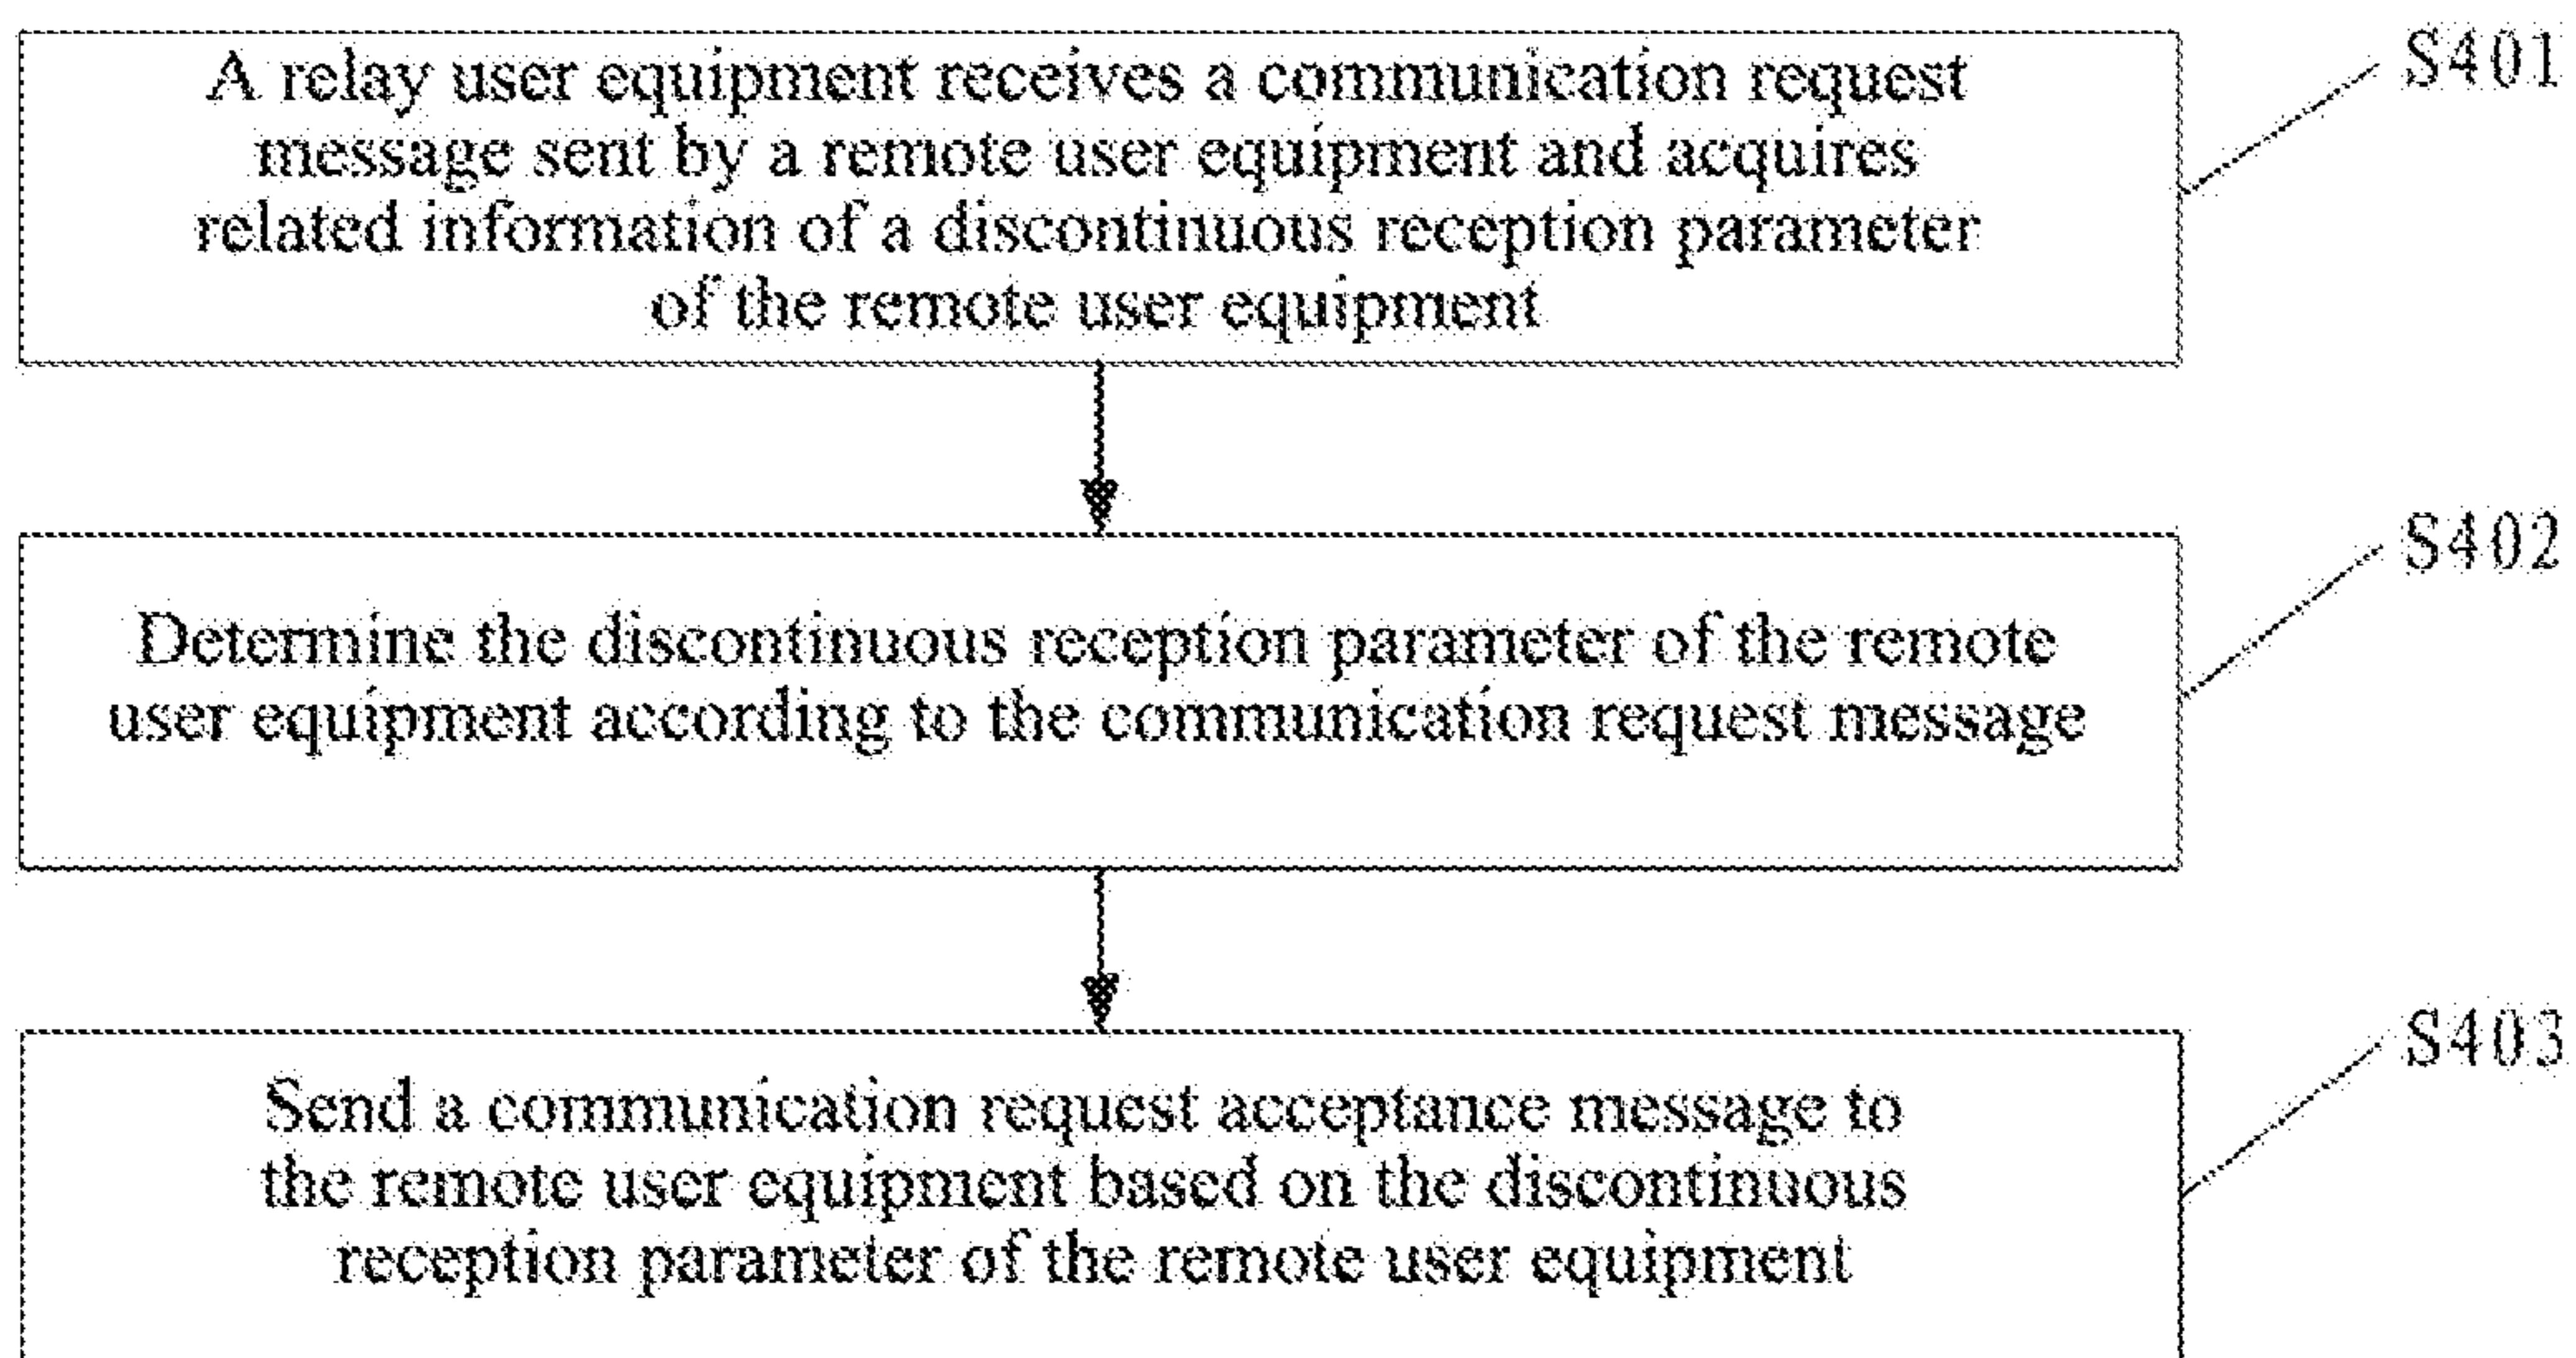 A relay user equipment receives a communication request
message sent by a remote user equipment and acquires
related information of a discontinuous reception parameter
of the remote user equipment
S401
Determine the discontinuous reception parameter of the remote
user equipment according to the communication request message
S402
Send a communication request acceptance message to
the remote user equipment based on the discontinuous
reception parameter of the remote user equipment
S403